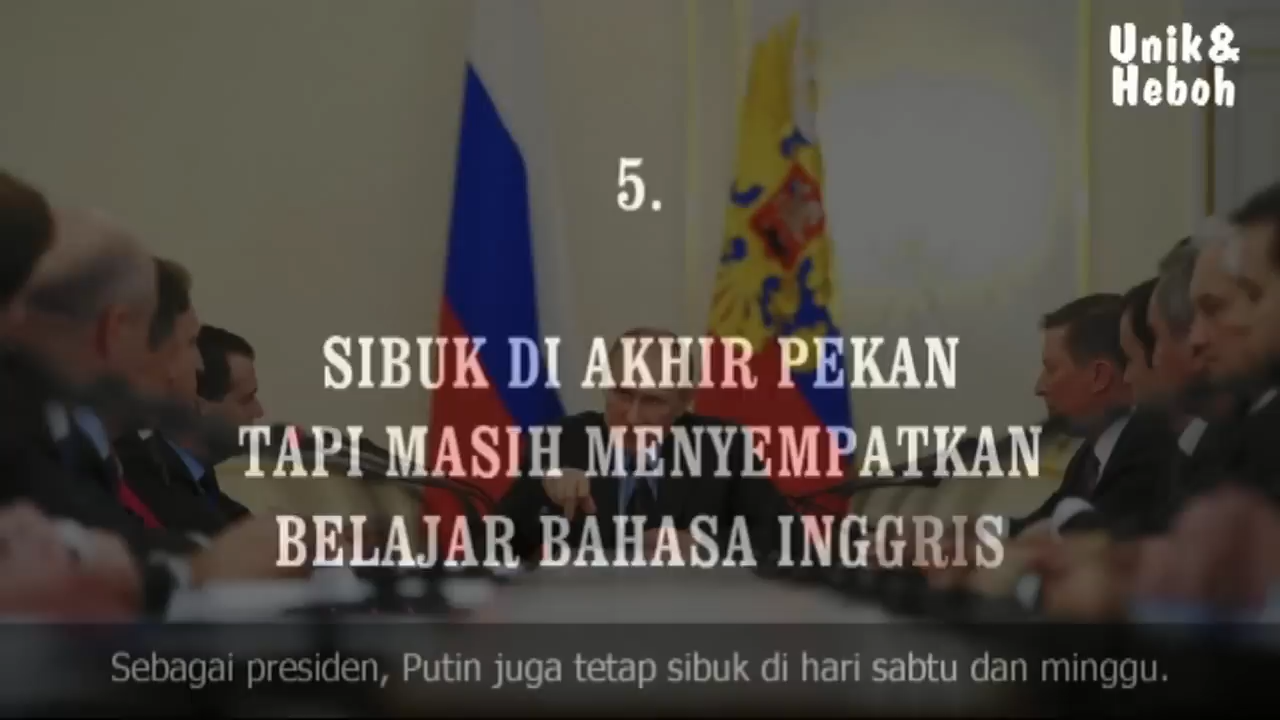 Unik&
Heboh
5.
SIBUK DI AKHIR PEKAN
TAPI MASIH MENYEMPATKAN
BELAJAR BAHASA INGGRIS
Sebagai presiden, Putin juga tetap sibuk di hari sabtu dan minggu.